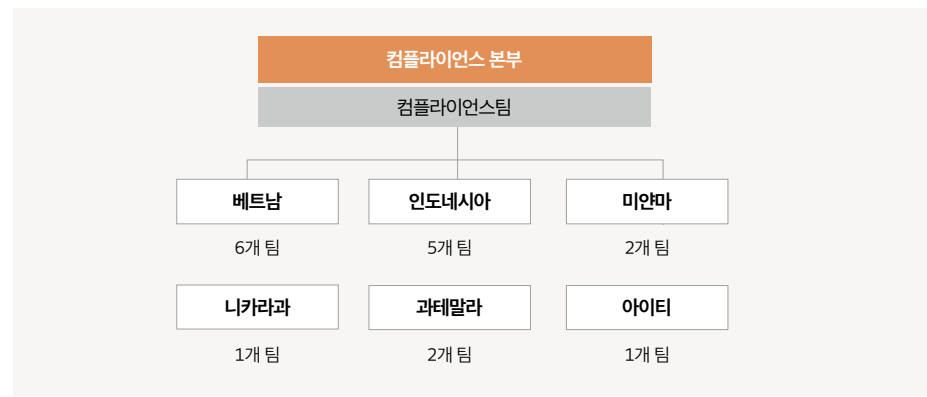 컴플라이언스 본부
컴플라이언스팀
베트남 인도네시아 미얀마
6개 팀 5개 팀 2개 팀
니카라과 과테말라 아이티
1개 팀 2개 팀 1개 팀